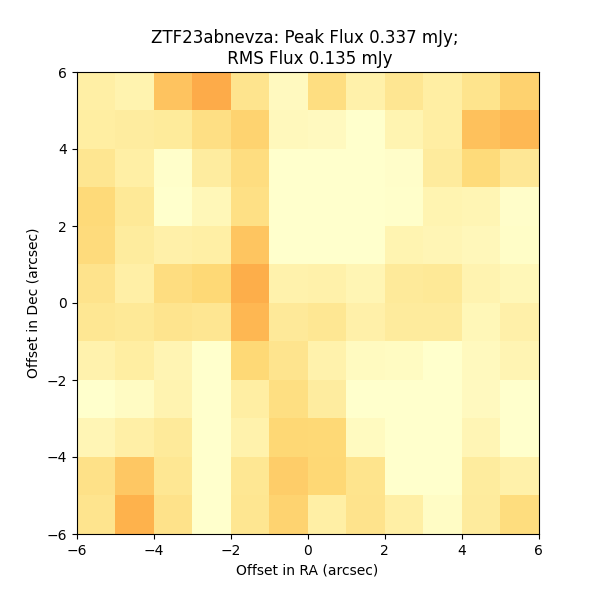 ZTF23abnevza: Peak Flux 0.337 mJy;
RMS Flux 0.135 mJy
6
4
2
0
−2
−4
−6
Offset in Dec (arcsec)
−6 −4 −2 0 2 4 6
Offset in RA (arcsec)